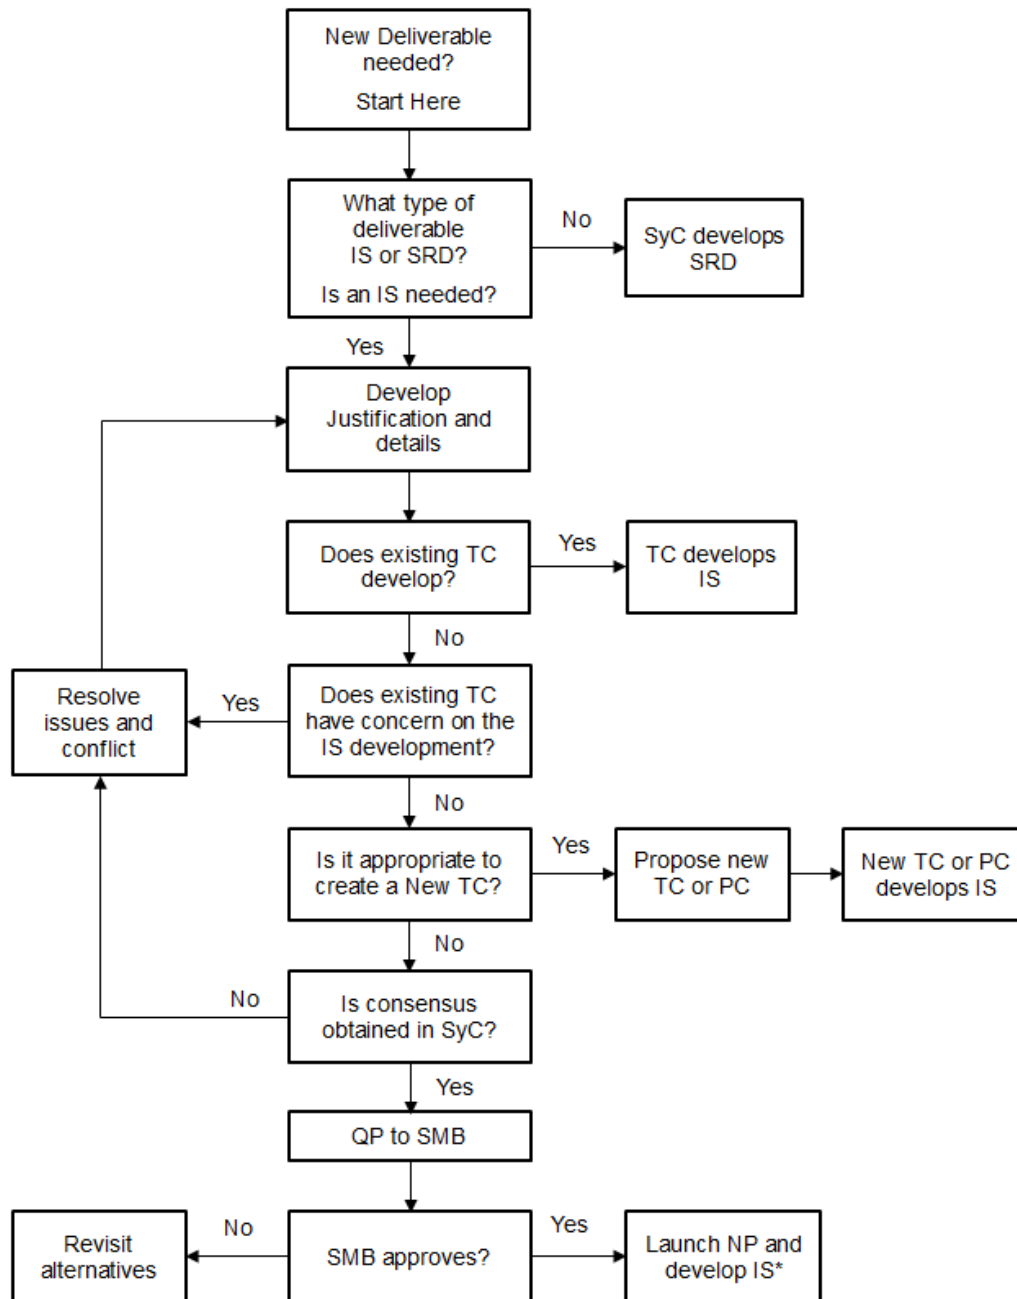 New Deliverable
needed?
Start Here
What type of
deliverable
IS or SRD?
Is an IS needed?
No
SyC develops
SRD
Yes
Develop
Justification and
details
Does existing TC
develop?
Yes
TC develops
IS
No
Resolve
issues and
conflict
Yes
Does existing TC
have concern on the
IS development?
No
Is it appropriate to
create a New TC?
Yes
Propose new
TC or PC
New TC or PC
develops IS
No
No
Is consensus
obtained in SyC?
Yes
QP to SMB
Revisit
alternatives
No
SMB approves?
Yes
Launch NP and
develop IS*